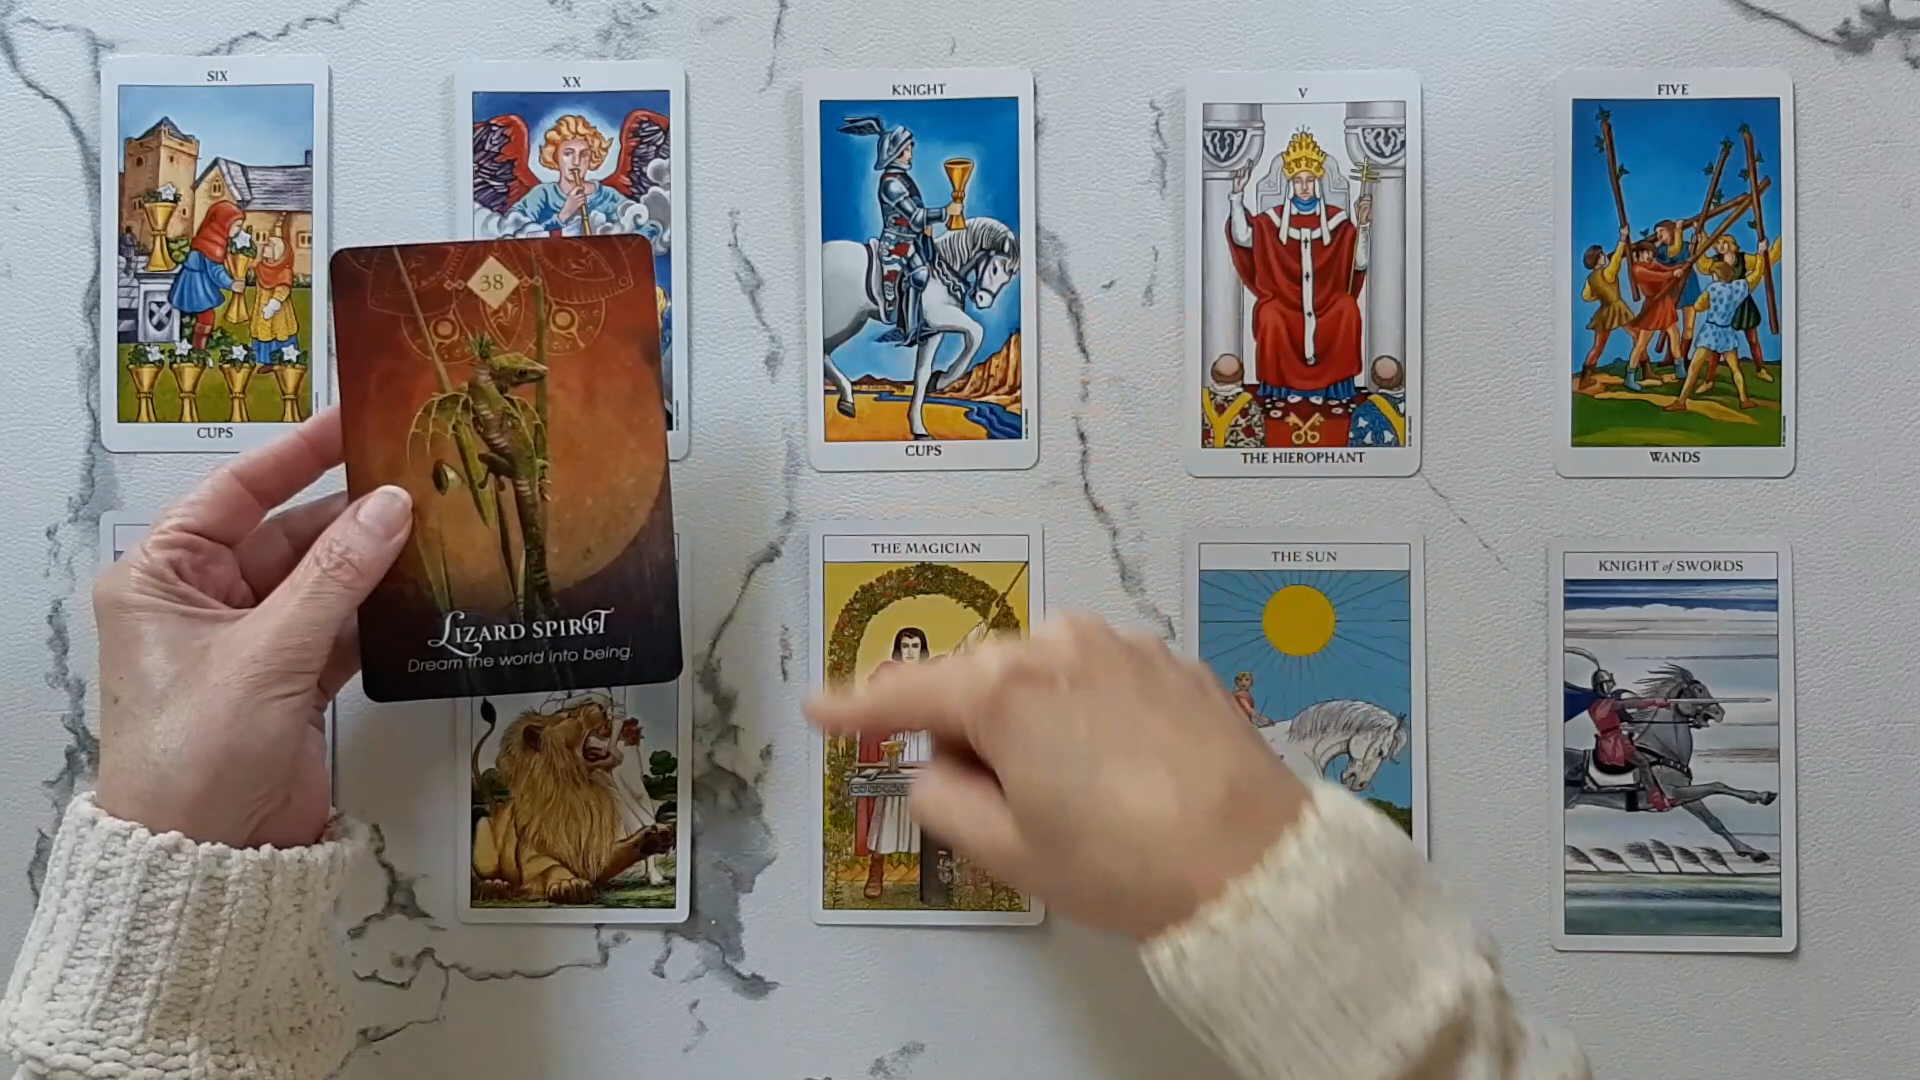 SIX
CUPS
XX
KNIGHT
CUPS
V
THE HIEROPHANT
FIVE
WANDS
38
LIZARD SPIRIT
Dream the world into being.
THE MAGICIAN
THE SUN
KNIGHT of SWORDS